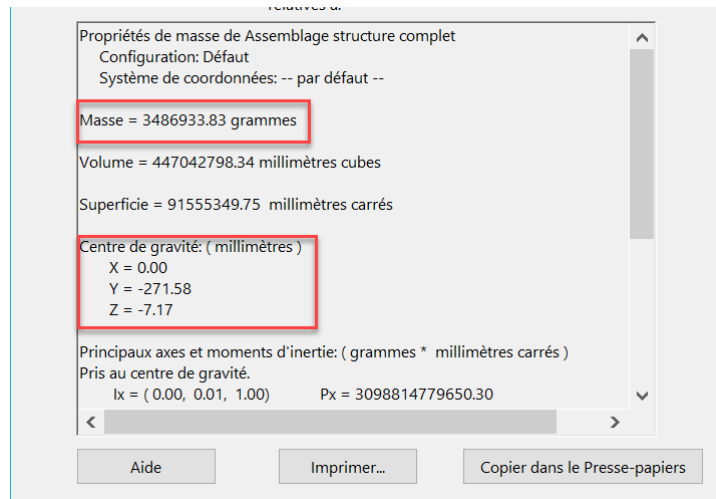 relatives à:
Propriétés de masse de Assemblage structure complet
Configuration: Défaut
Système de coordonnées: -- par défaut --
Masse = 3486933.83 grammes
Volume = 447042798.34 millimètres cubes
Superficie = 91555349.75 millimètres carrés
Centre de gravité: ( millimètres )
X = 0.00
Y = -271.58
Z = -7.17
Principaux axes et moments d'inertie: ( grammes * millimètres carrés )
Pris au centre de gravité.
Ix = ( 0.00, 0.01, 1.00) Px = 3098814779650.30
Aide Imprimer... Copier dans le Presse-papiers